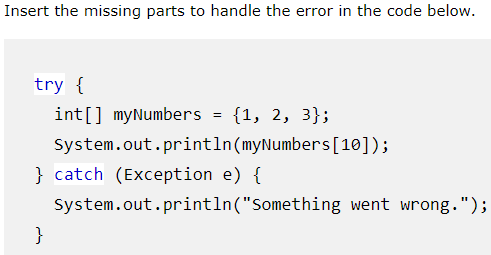 Insert the missing parts to handle the error in the code below.
try {
int[] myNumbers = {1, 2, 3};
System.out.println(myNumbers[10]);
} catch (Exception e) {
System.out.println("Something went wrong.");
}